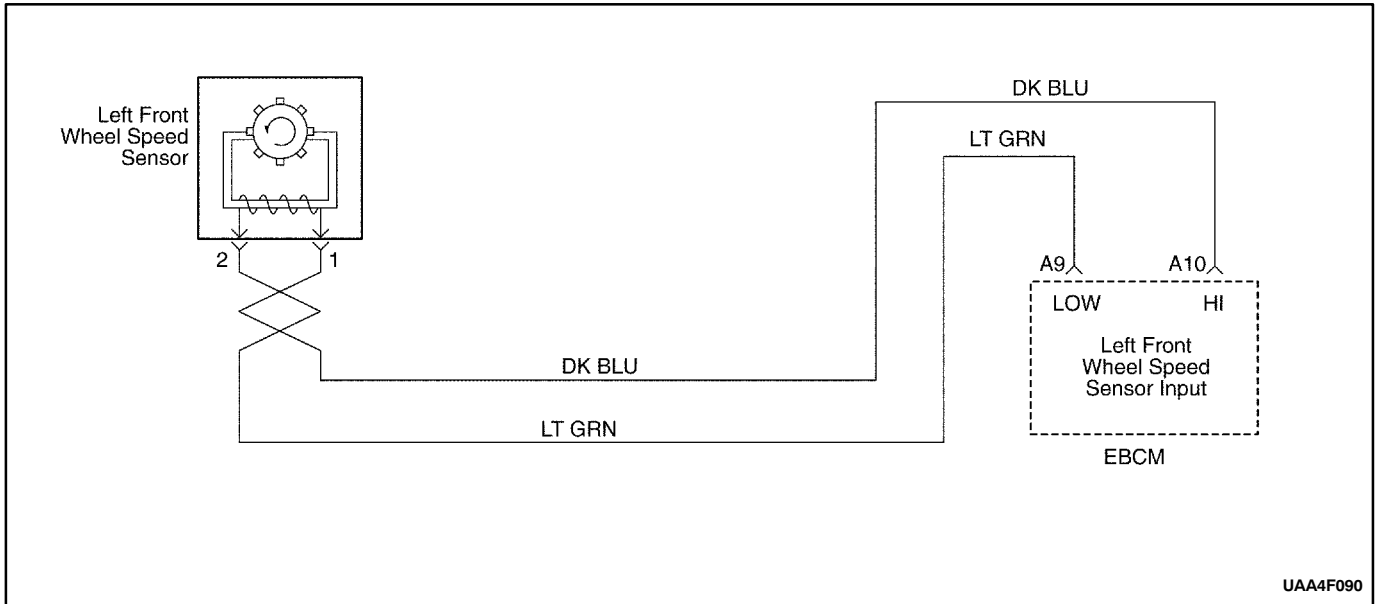 DK BLU
Left Front
Wheel Speed
Sensor
LT GRN
2
1
A9
A10
LOW
HI
Left Front
Wheel Speed
Sensor Input
DK BLU
LT GRN
EBCM
UAA4F090